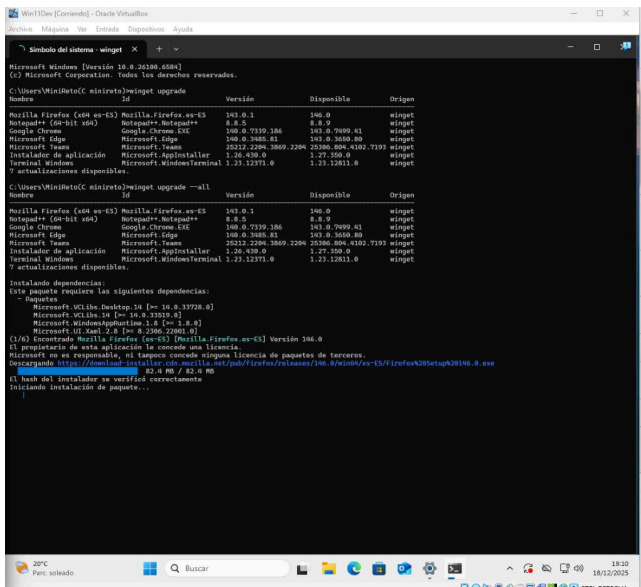 Win11Dev [Corriendo] - Oracle VirtualBox
Archivo Máquina Ver Entrada Dispositivos Ayuda
Símbolo del sistema - winget
Microsoft Windows [Versión 10.0.26100.6584]
(c) Microsoft Corporation. Todos los derechos reservados.
C:\Users\MiniReto(C minireto)>winget upgrade
Nombre Id Versión Disponible Origen
Mozilla Firefox (x64 es-ES) Mozilla.Firefox.es-ES 143.0.1 146.0 winget
Notepad++ (64-bit x64) Notepad++.Notepad++ 8.8.5 8.8.9 winget
Google Chrome Google.Chrome.EXE 140.0.7339.186 143.0.7499.41 winget
Microsoft Edge Microsoft.Edge 140.0.3485.81 143.0.3650.80 winget
Microsoft Teams Microsoft.Teams 25212.2204.3869.2204 25306.804.4102.7193 winget
Instalador de aplicación Microsoft.AppInstaller 1.26.430.0 1.27.350.0 winget
Terminal Windows Microsoft.WindowsTerminal 1.23.12371.0 1.23.12811.0 winget
7 actualizaciones disponibles.
C:\Users\MiniReto(C minireto)>winget upgrade --all
Nombre Id Versión Disponible Origen
Mozilla Firefox (x64 es-ES) Mozilla.Firefox.es-ES 143.0.1 146.0 winget
Notepad++ (64-bit x64) Notepad++.Notepad++ 8.8.5 8.8.9 winget
Google Chrome Google.Chrome.EXE 140.0.7339.186 143.0.7499.41 winget
Microsoft Edge Microsoft.Edge 140.0.3485.81 143.0.3650.80 winget
Microsoft Teams Microsoft.Teams 25212.2204.3869.2204 25306.804.4102.7193 winget
Instalador de aplicación Microsoft.AppInstaller 1.26.430.0 1.27.350.0 winget
Terminal Windows Microsoft.WindowsTerminal 1.23.12371.0 1.23.12811.0 winget
7 actualizaciones disponibles.
Instalando dependencias:
Este paquete requiere las siguientes dependencias:
- Paquetes
Microsoft.VCLibs.Desktop.14 [>= 14.0.33728.0]
Microsoft.VCLibs.14 [>= 14.0.33519.0]
Microsoft.WindowsAppRuntime.1.8 [>= 1.8.0]
Microsoft.UI.Xaml.2.8 [>= 8.2306.22001.0]
(1/6) Encontrado Mozilla Firefox (es-ES) [Mozilla.Firefox.es-ES] Versión 146.0
El propietario de esta aplicación le concede una licencia.
Microsoft no es responsable, ni tampoco concede ninguna licencia de paquetes de terceros.
Descargando https://download-installer.cdn.mozilla.net/pub/firefox/releases/146.0/win64/es-ES/Firefox%20Setup%20146.0.exe
82.4 MB / 82.4 MB
El hash del instalador se verificó correctamente
Iniciando instalación de paquete...
20°C
Parc. soleado
Buscar
19:10
18/12/2025